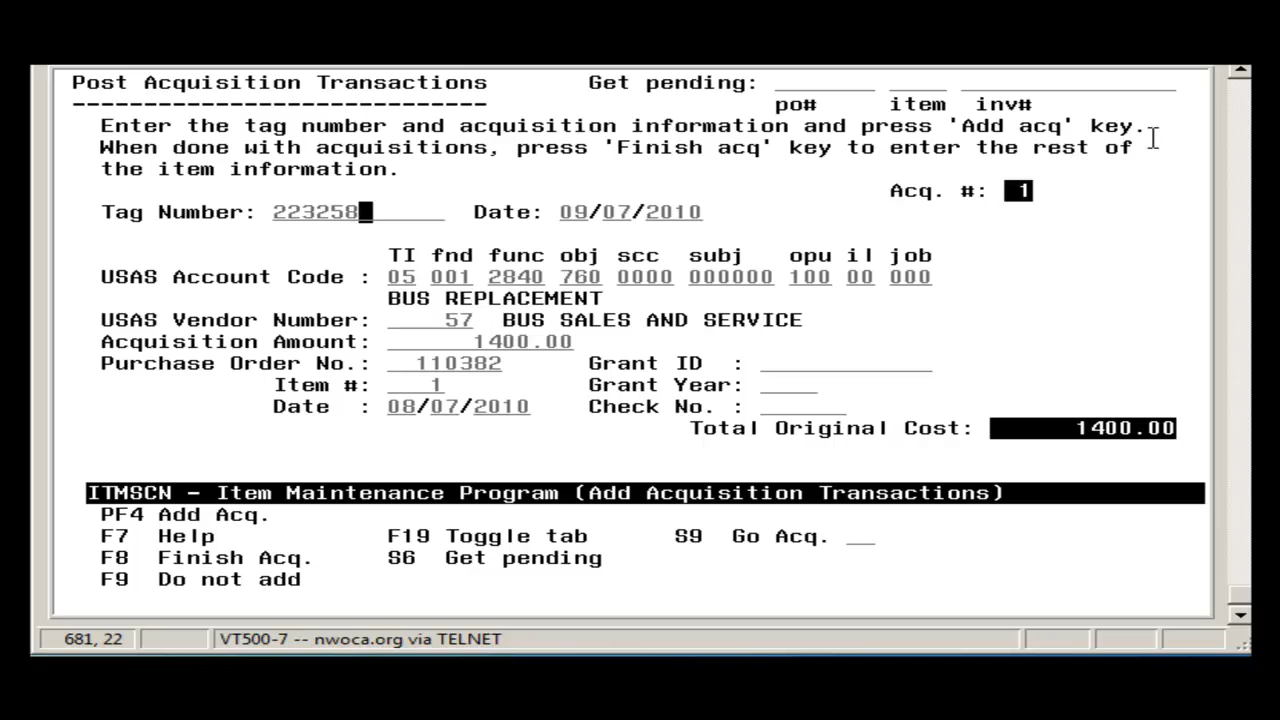 Post Acquisition Transactions Get pending:
----------------------------- po# item inv#
Enter the tag number and acquisition information and press 'Add acq' key.
When done with acquisitions, press 'Finish acq' key to enter the rest of
the item information.
Acq. #: 1
Tag Number: 223258 Date: 09/07/2010
TI fnd func obj scc subj opu il job
USAS Account Code : 05 001 2840 760 0000 000000 100 00 000
BUS REPLACEMENT
USAS Vendor Number: 57 BUS SALES AND SERVICE
Acquisition Amount: 1400.00
Purchase Order No.: 110382 Grant ID :
Item #: 1 Grant Year:
Date : 08/07/2010 Check No. :
Total Original Cost: 1400.00
ITMSCN - Item Maintenance Program (Add Acquisition Transactions)
PF4 Add Acq.
F7 Help F19 Toggle tab S9 Go Acq.
F8 Finish Acq. S6 Get pending
F9 Do not add
681, 22 VT500-7 -- nwoca.org via TELNET